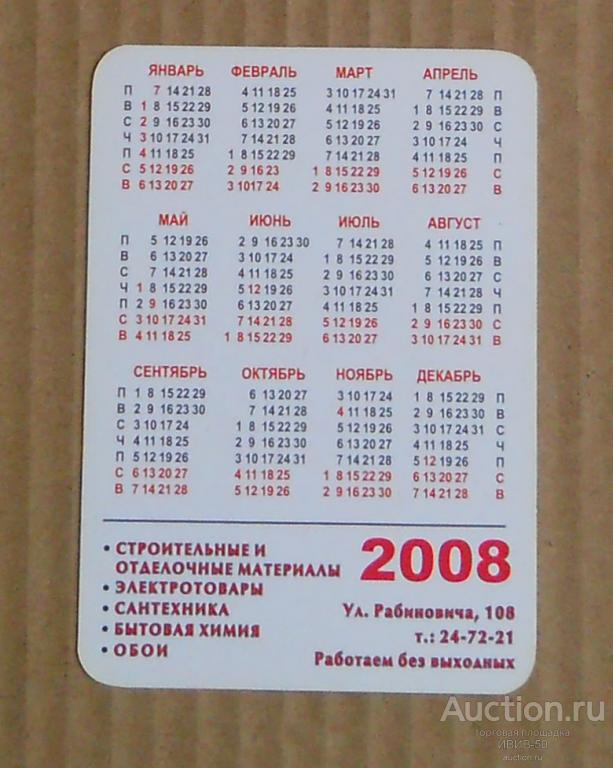 ЯНВАРЬ ФЕВРАЛЬ МАРТ АПРЕЛЬ
П 7 14 21 28 4 11 18 25 3 10 17 24 31 7 14 21 28 П
В 1 8 15 22 29 5 12 19 26 4 11 18 25 1 8 15 22 29 В
С 2 9 16 23 30 6 13 20 27 5 12 19 26 2 9 16 23 30 С
Ч 3 10 17 24 31 7 14 21 28 6 13 20 27 3 10 17 24 Ч
П 4 11 18 25 1 8 15 22 29 7 14 21 28 4 11 18 25 П
С 5 12 19 26 2 9 16 23 1 8 15 22 29 5 12 19 26 С
В 6 13 20 27 3 10 17 24 2 9 16 23 30 6 13 20 27 В
МАЙ ИЮНЬ ИЮЛЬ АВГУСТ
П 5 12 19 26 2 9 16 23 30 7 14 21 28 4 11 18 25 П
В 6 13 20 27 3 10 17 24 1 8 15 22 29 5 12 19 26 В
С 7 14 21 28 4 11 18 25 2 9 16 23 30 6 13 20 27 С
Ч 1 8 15 22 29 5 12 19 26 3 10 17 24 31 7 14 21 28 Ч
П 2 9 16 23 30 6 13 20 27 4 11 18 25 1 8 15 22 29 П
С 3 10 17 24 31 7 14 21 28 5 12 19 26 2 9 16 23 30 С
В 4 11 18 25 1 8 15 22 29 6 13 20 27 3 10 17 24 31 В
СЕНТЯБРЬ ОКТЯБРЬ НОЯБРЬ ДЕКАБРЬ
П 1 8 15 22 29 6 13 20 27 3 10 17 24 1 8 15 22 29 П
В 2 9 16 23 30 7 14 21 28 4 11 18 25 2 9 16 23 30 В
С 3 10 17 24 1 8 15 22 29 5 12 19 26 3 10 17 24 31 С
Ч 4 11 18 25 2 9 16 23 30 6 13 20 27 4 11 18 25 Ч
П 5 12 19 26 3 10 17 24 31 7 14 21 28 5 12 19 26 П
С 6 13 20 27 4 11 18 25 1 8 15 22 29 6 13 20 27 С
В 7 14 21 28 5 12 19 26 2 9 16 23 30 7 14 21 28 В
• СТРОИТЕЛЬНЫЕ И
ОТДЕЛОЧНЫЕ МАТЕРИАЛЫ
• ЭЛЕКТРОТОВАРЫ
• САНТЕХНИКА
• БЫТОВАЯ ХИМИЯ
• ОБОИ
2008
Ул. Рабиновича, 108
т.: 24-72-21
Работаем без выходных
Auction.ru
торговая площадка
ИВИВ-50
auction.ru